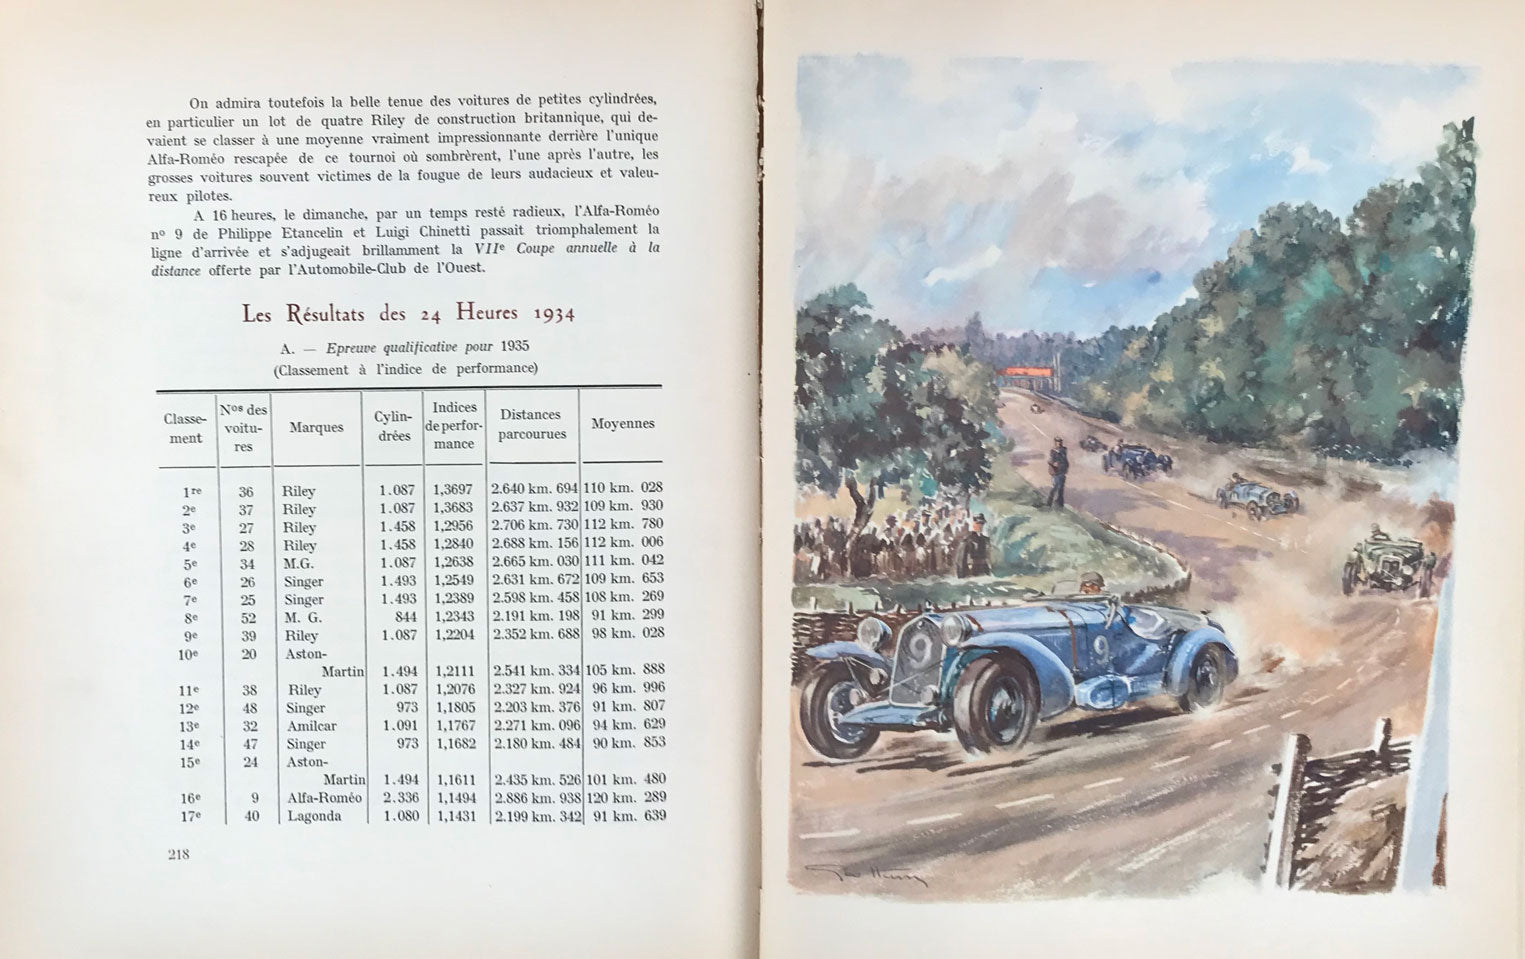 On admira toutefois la belle tenue des voitures de petites cylindrées,
en particulier un lot de quatre Riley de construction britannique, qui de-
vaient se classer à une moyenne vraiment impressionnante derrière l'unique
Alfa-Roméo rescapée de ce tournoi où sombrèrent, l'une après l'autre, les
grosses voitures souvent victimes de la fougue de leurs audacieux et valeu-
reux pilotes.
A 16 heures, le dimanche, par un temps resté radieux, l'Alfa-Roméo
nº 9 de Philippe Etancelin et Luigi Chinetti passait triomphalement la
ligne d'arrivée et s'adjugeait brillamment la VIIe Coupe annuelle à la
distance offerte par l'Automobile-Club de l'Ouest.
Les Résultats des 24 Heures 1934
A. — Epreuve qualificative pour 1935
(Classement à l'indice de performance)
Classe-
ment
Nos des
voitu-
res
Marques
Cylin-
drées
Indices
de perfor-
mance
Distances
parcourues
Moyennes
1re 36 Riley 1.087 1,3697 2.640 km. 694 110 km. 028
2e 37 Riley 1.087 1,3683 2.637 km. 932 109 km. 930
3e 27 Riley 1.458 1,2956 2.706 km. 730 112 km. 780
4e 28 Riley 1.458 1,2840 2.688 km. 156 112 km. 006
5e 34 M.G. 1.087 1,2638 2.665 km. 030 111 km. 042
6e 26 Singer 1.493 1,2549 2.631 km. 672 109 km. 653
7e 25 Singer 1.493 1,2389 2.598 km. 458 108 km. 269
8e 52 M. G. 844 1,2343 2.191 km. 198 91 km. 299
9e 39 Riley 1.087 1,2204 2.352 km. 688 98 km. 028
10e 20 Aston-
Martin 1.494 1,2111 2.541 km. 334 105 km. 888
11e 38 Riley 1.087 1,2076 2.327 km. 924 96 km. 996
12e 48 Singer 973 1,1805 2.203 km. 376 91 km. 807
13e 32 Amilcar 1.091 1,1767 2.271 km. 096 94 km. 629
14e 47 Singer 973 1,1682 2.180 km. 484 90 km. 853
15e 24 Aston-
Martin 1.494 1,1611 2.435 km. 526 101 km. 480
16e 9 Alfa-Roméo 2.336 1,1494 2.886 km. 938 120 km. 289
17e 40 Lagonda 1.080 1,1431 2.199 km. 342 91 km. 639
218
9
9